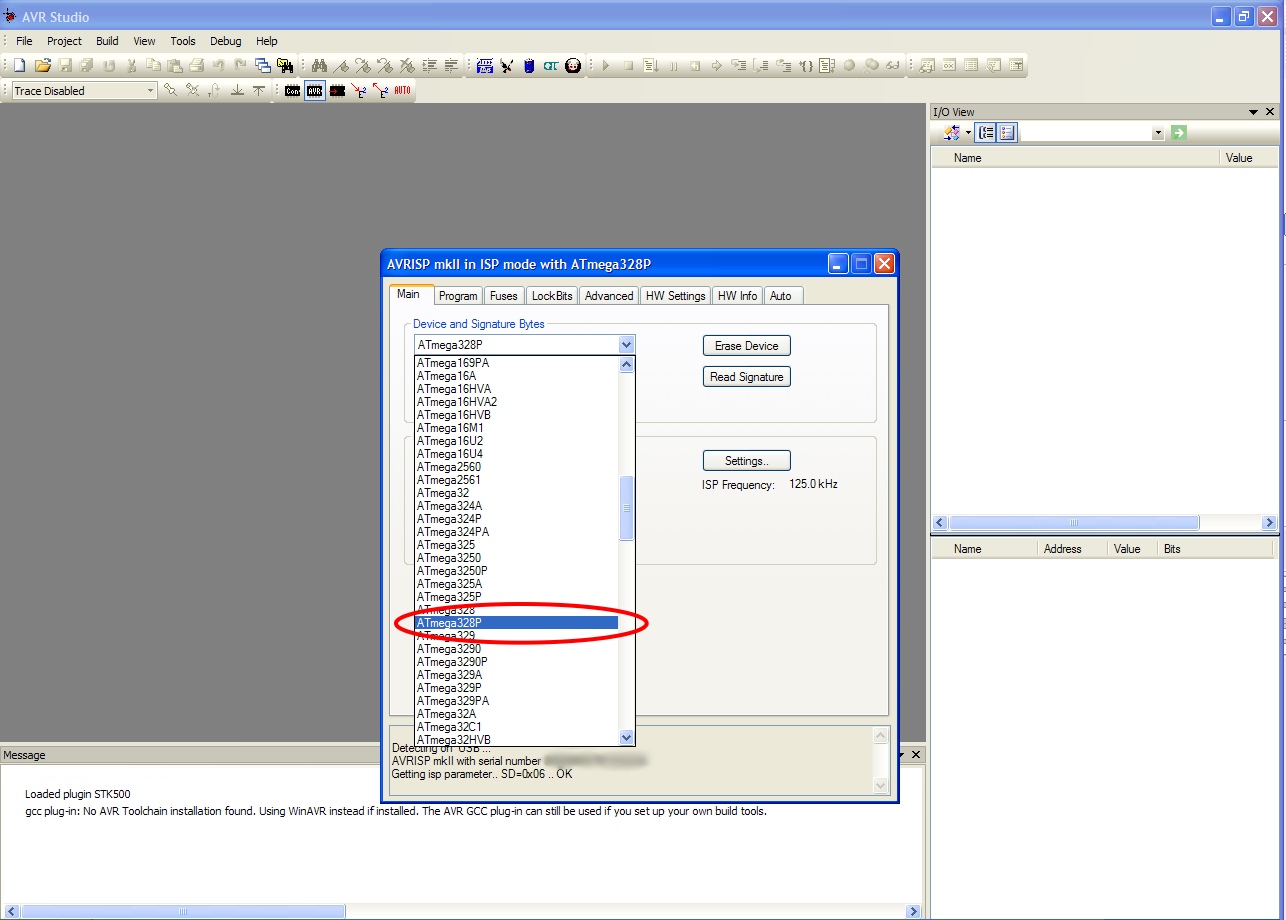 AVR Studio
File Project Build View Tools Debug Help
Trace Disabled
Con AVR AUTO
I/O View
Name Value
AVRISP mkII in ISP mode with ATmega328P
Main Program Fuses LockBits Advanced HW Settings HW Info Auto
Device and Signature Bytes
ATmega328P
Erase Device
Read Signature
ATmega169PA
ATmega16A
ATmega16HVA
ATmega16HVA2
ATmega16HVB
ATmega16M1
ATmega16U2
ATmega16U4
ATmega2560
ATmega2561
ATmega32
ATmega324A
ATmega324P
ATmega324PA
ATmega325
ATmega3250
ATmega3250P
ATmega325A
ATmega325P
ATmega328
ATmega328P
ATmega329
ATmega3290
ATmega3290P
ATmega329A
ATmega329P
ATmega329PA
ATmega32A
ATmega32C1
ATmega32HVB
Settings..
ISP Frequency: 125.0 kHz
Detecting on 'USB'...
AVRISP mkII with serial number
Getting isp parameter.. SD=0x06 .. OK
Name Address Value Bits
Message
Loaded plugin STK500
gcc plug-in: No AVR Toolchain installation found. Using WinAVR instead if installed. The AVR GCC plug-in can still be used if you set up your own build tools.